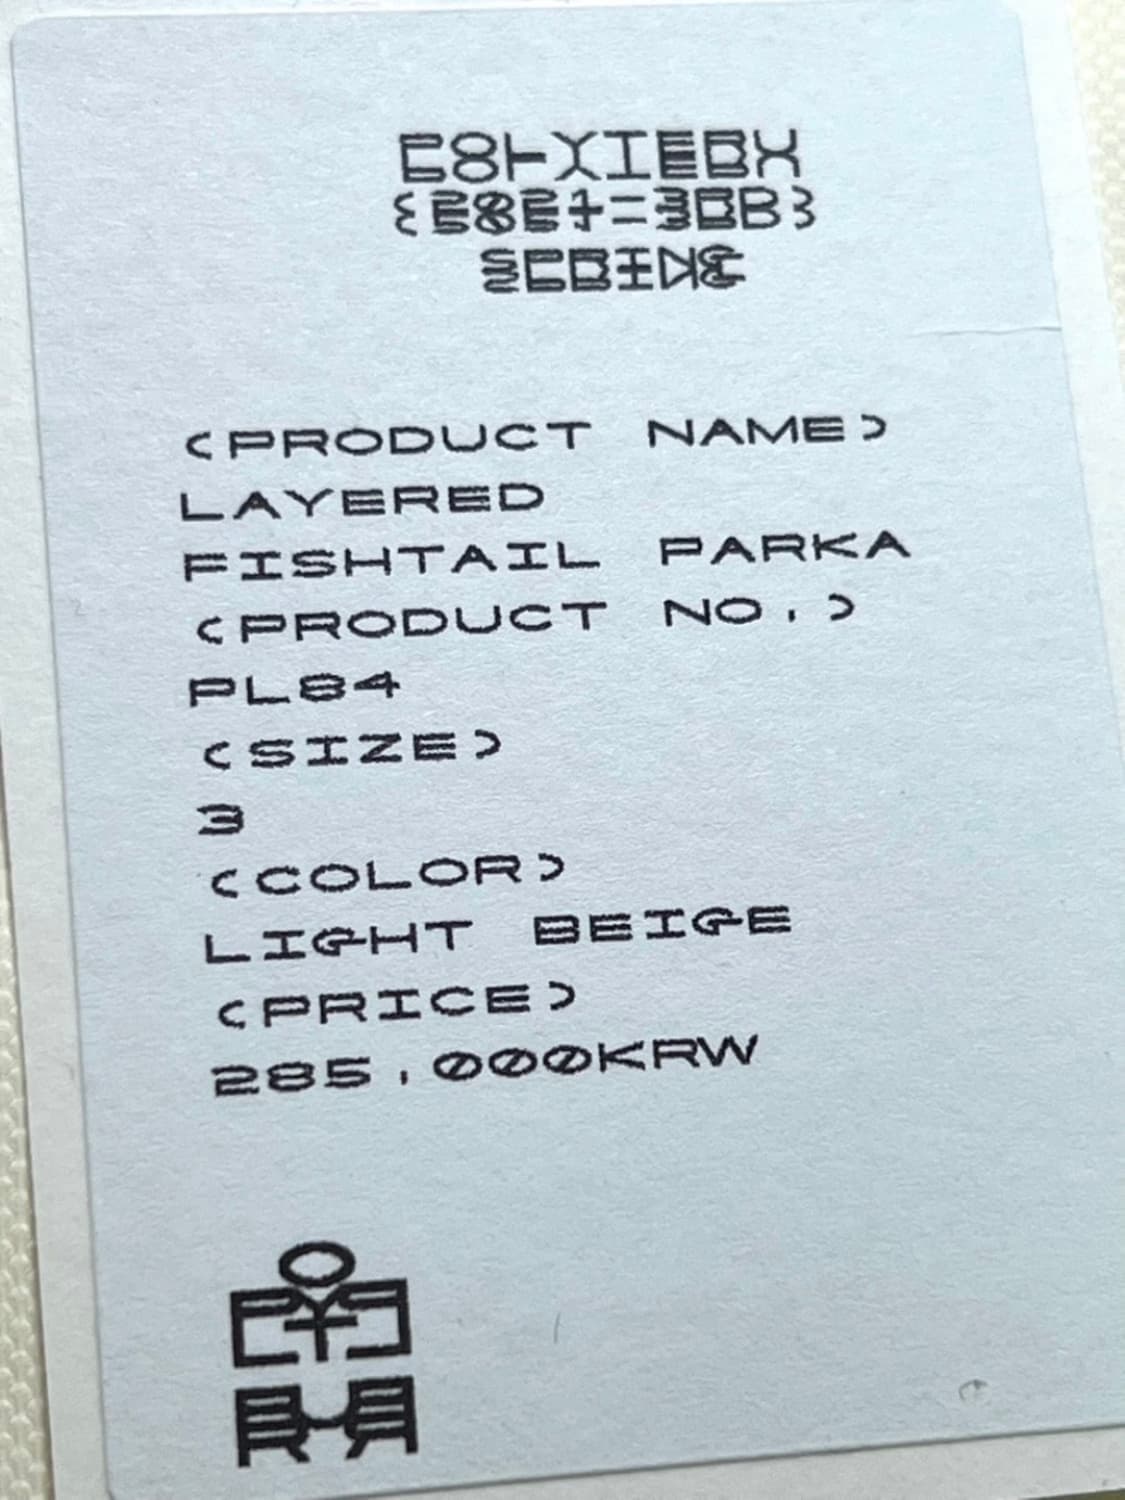 (PRODUCT NAME)
LAYERED
FISHTAIL PARKA
(PRODUCT NO.)
PL84
(SIZE)
3
(COLOR)
LIGHT BEIGE
(PRICE)
285,000KRW